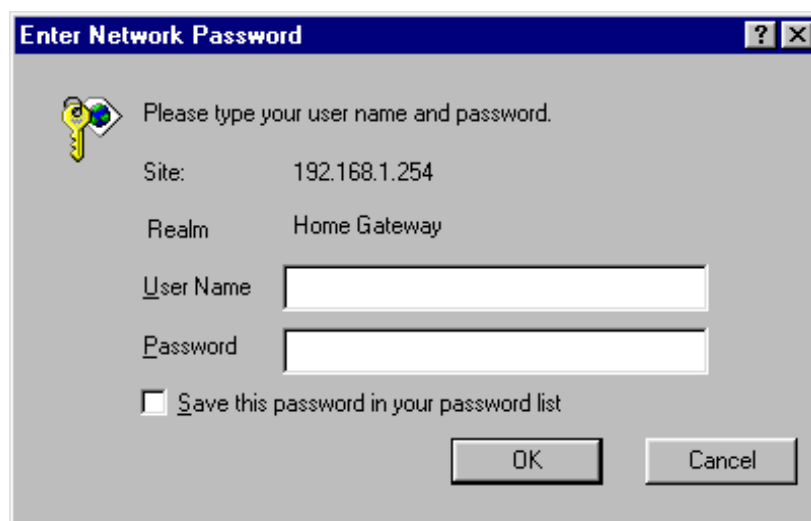 Enter Network Password
Please type your user name and password.
Site: 192.168.1.254
Realm Home Gateway
User Name
Password
Save this password in your password list
OK Cancel